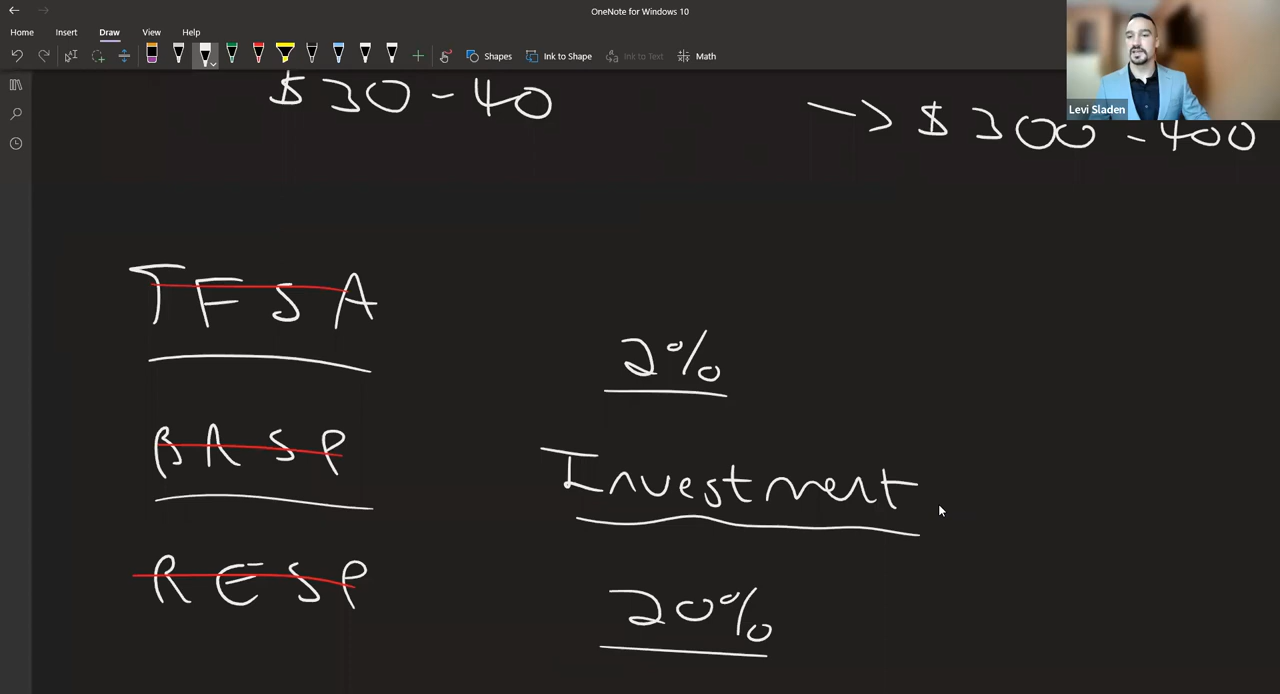 OneNote for Windows 10
Home Insert Draw View Help
Shapes Ink to Shape Ink to Text Math
Levi Sladen
$ 30 - 40
-> $ 300 - 400
TFSA
2%
RRSP
Investment
RESP
20%